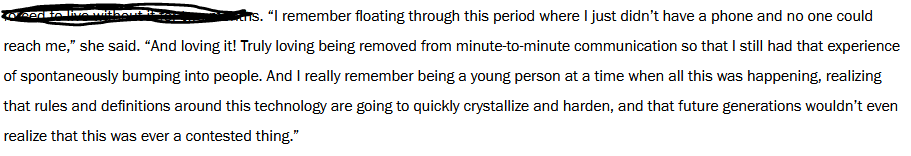 to live without it s. “I remember floating through this period where I just didn’t have a phone and no one could
reach me,” she said. “And loving it! Truly loving being removed from minute-to-minute communication so that I still had that experience
of spontaneously bumping into people. And I really remember being a young person at a time when all this was happening, realizing
that rules and definitions around this technology are going to quickly crystallize and harden, and that future generations wouldn’t even
realize that this was ever a contested thing.”